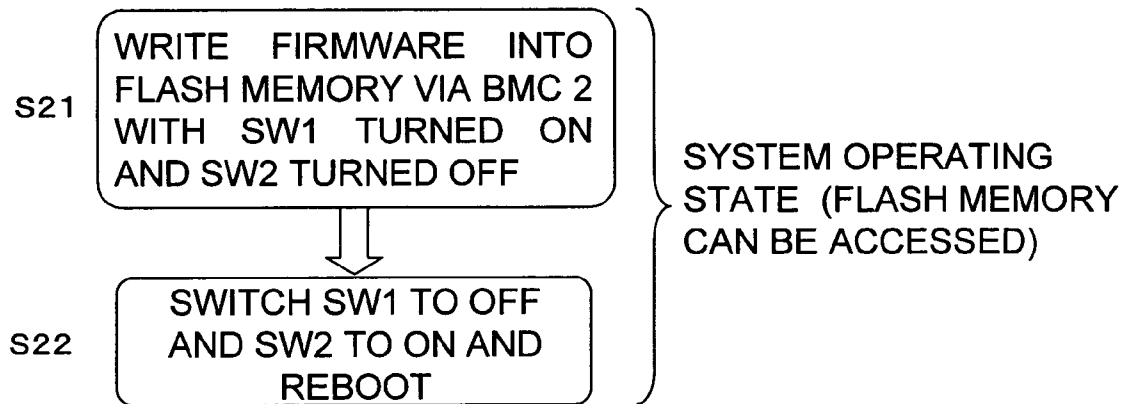 S21
WRITE FIRMWARE INTO
FLASH MEMORY VIA BMC 2
WITH SW1 TURNED ON
AND SW2 TURNED OFF
SYSTEM OPERATING
STATE (FLASH MEMORY
CAN BE ACCESSED)
S22
SWITCH SW1 TO OFF
AND SW2 TO ON AND
REBOOT